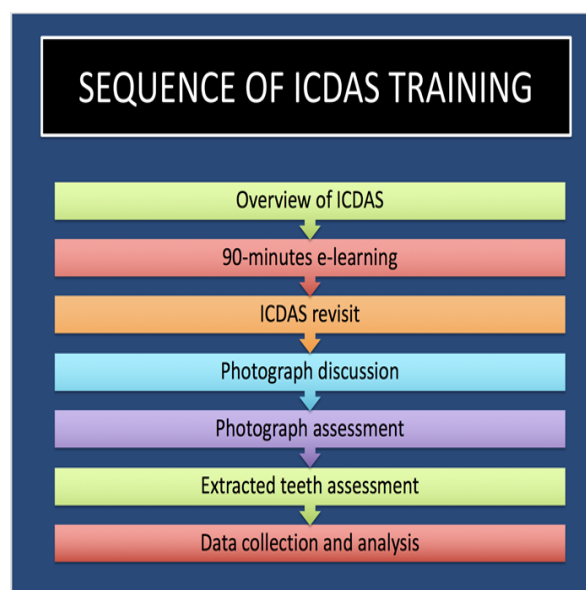 SEQUENCE OF ICDAS TRAINING
Overview of ICDAS
90-minutes e-learning
ICDAS revisit
Photograph discussion
Photograph assessment
Extracted teeth assessment
Data collection and analysis